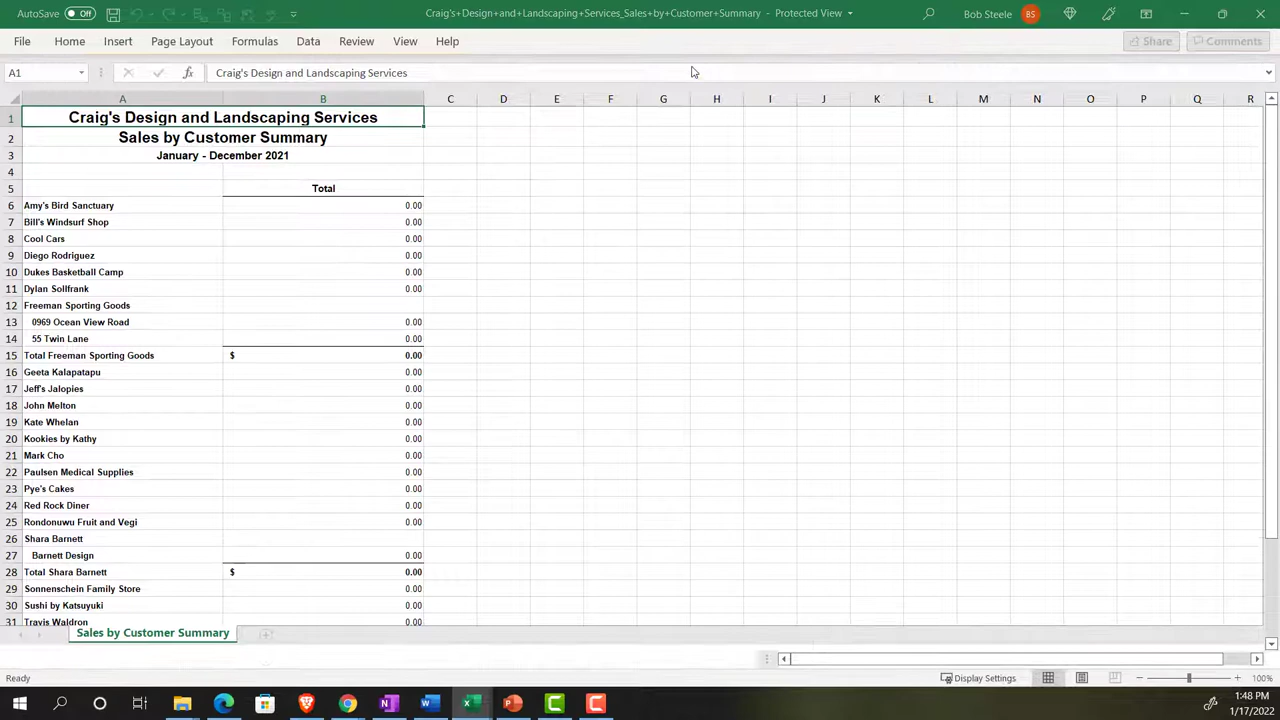 AutoSave Off Craig's+Design+and+Landscaping+Services_Sales+by+Customer+Summary - Protected View Bob Steele BS
File Home Insert Page Layout Formulas Data Review View Help Share Comments
A1 fx Craig's Design and Landscaping Services
A B C D E F G H I J K L M N O P Q R
1 Craig's Design and Landscaping Services
2 Sales by Customer Summary
3 January - December 2021
4
5 Total
6 Amy's Bird Sanctuary 0.00
7 Bill's Windsurf Shop 0.00
8 Cool Cars 0.00
9 Diego Rodriguez 0.00
10 Dukes Basketball Camp 0.00
11 Dylan Sollfrank 0.00
12 Freeman Sporting Goods
13 0969 Ocean View Road 0.00
14 55 Twin Lane 0.00
15 Total Freeman Sporting Goods $ 0.00
16 Geeta Kalapatapu 0.00
17 Jeff's Jalopies 0.00
18 John Melton 0.00
19 Kate Whelan 0.00
20 Kookies by Kathy 0.00
21 Mark Cho 0.00
22 Paulsen Medical Supplies 0.00
23 Pye's Cakes 0.00
24 Red Rock Diner 0.00
25 Rondonuwu Fruit and Vegi 0.00
26 Shara Barnett
27 Barnett Design 0.00
28 Total Shara Barnett $ 0.00
29 Sonnenschein Family Store 0.00
30 Sushi by Katsuyuki 0.00
31 Travis Waldron 0.00
Sales by Customer Summary
Ready Display Settings 100%
1:48 PM
1/17/2022